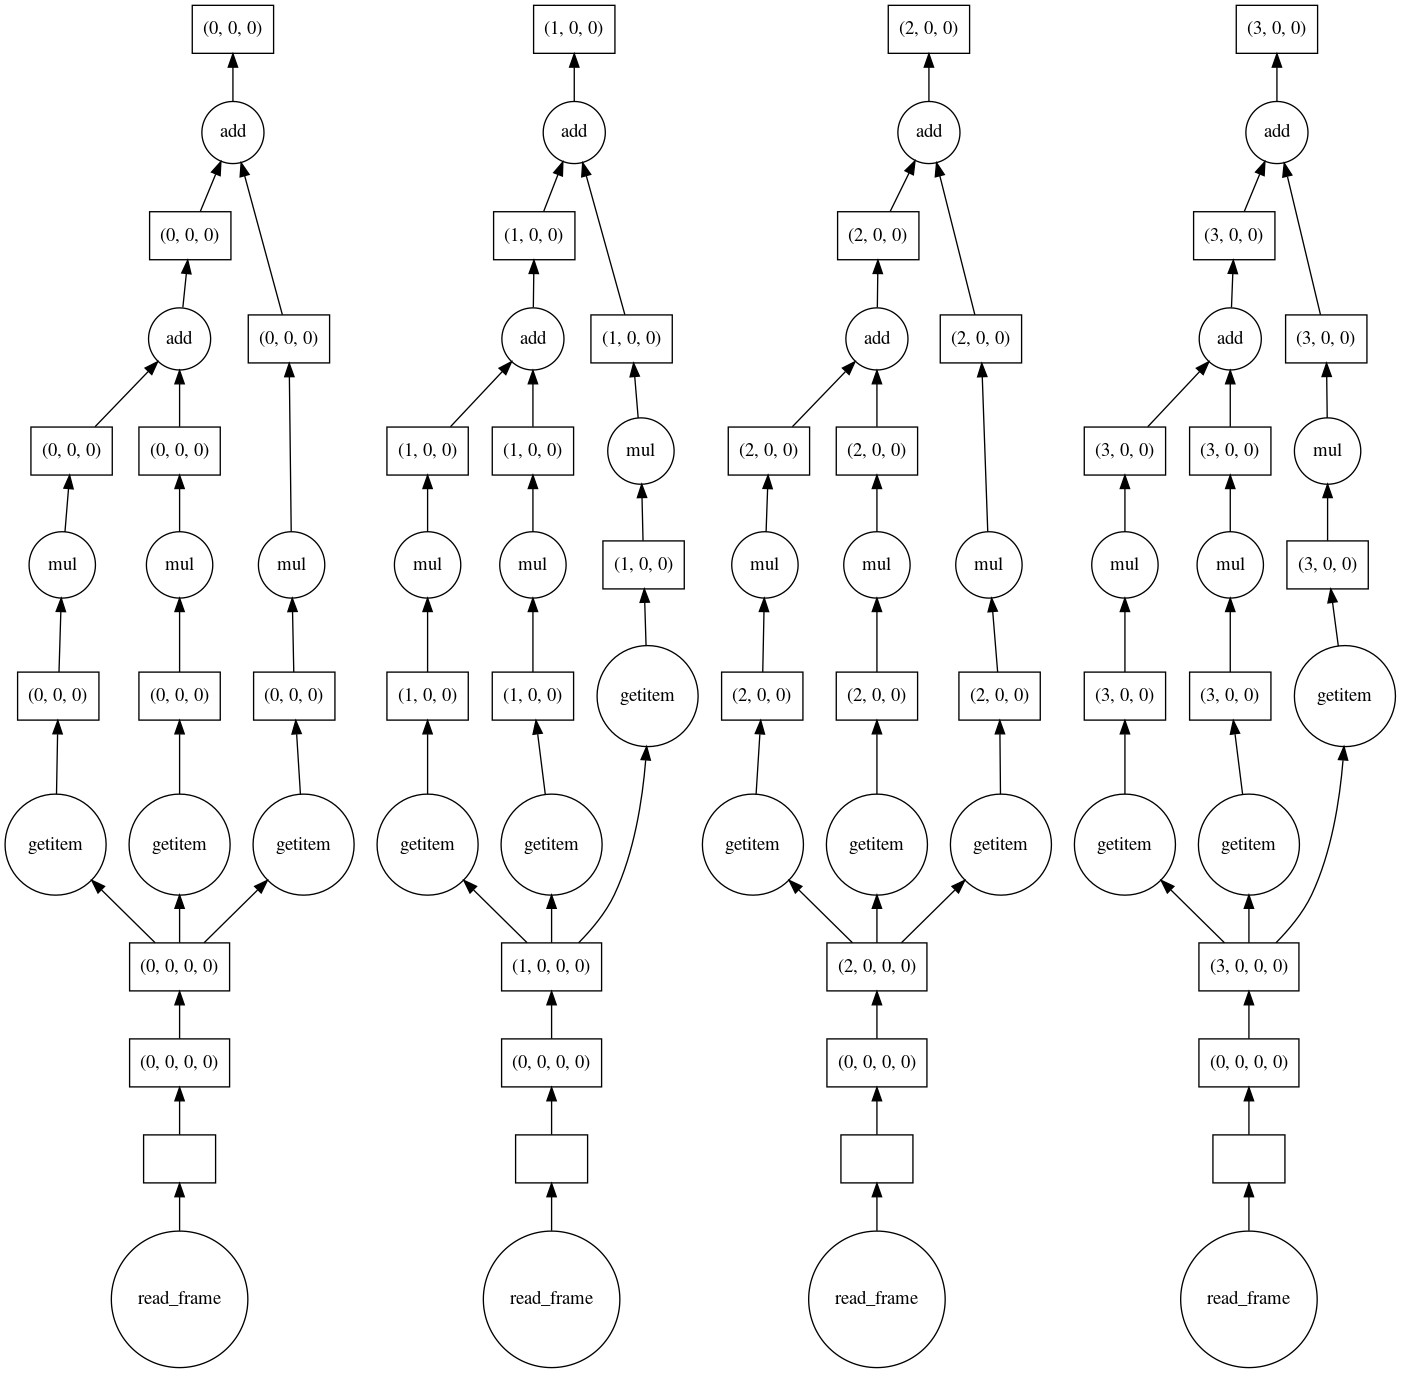 (0, 0, 0)
(1, 0, 0)
(2, 0, 0)
(3, 0, 0)
add
add
add
add
(0, 0, 0)
(1, 0, 0)
(2, 0, 0)
(3, 0, 0)
add
(0, 0, 0)
add
(1, 0, 0)
add
(2, 0, 0)
add
(3, 0, 0)
(0, 0, 0)
(0, 0, 0)
(1, 0, 0)
(1, 0, 0)
mul
(2, 0, 0)
(2, 0, 0)
(3, 0, 0)
(3, 0, 0)
mul
mul
mul
mul
mul
mul
(1, 0, 0)
mul
mul
mul
mul
mul
(3, 0, 0)
(0, 0, 0)
(0, 0, 0)
(0, 0, 0)
(1, 0, 0)
(1, 0, 0)
getitem
(2, 0, 0)
(2, 0, 0)
(2, 0, 0)
(3, 0, 0)
(3, 0, 0)
getitem
getitem
getitem
getitem
getitem
getitem
getitem
getitem
getitem
getitem
getitem
(0, 0, 0, 0)
(1, 0, 0, 0)
(2, 0, 0, 0)
(3, 0, 0, 0)
(0, 0, 0, 0)
(0, 0, 0, 0)
(0, 0, 0, 0)
(0, 0, 0, 0)
read_frame
read_frame
read_frame
read_frame